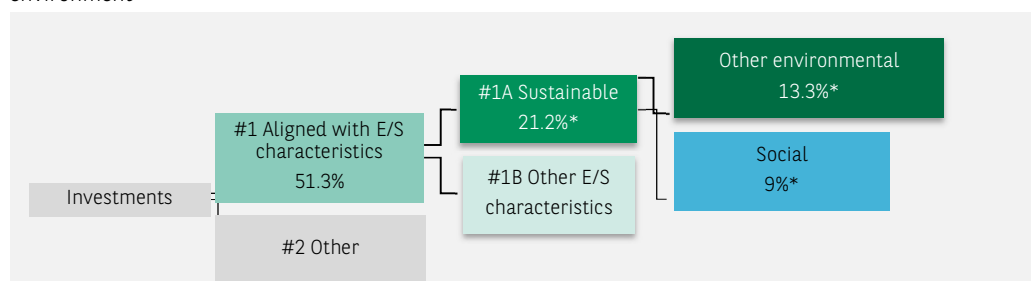 Other environmental
13.3%*
#1A Sustainable
21.2%*
#1 Aligned with E/S
characteristics
51.3%
Social
9%*
#1B Other E/S
characteristics
Investments
#2 Other